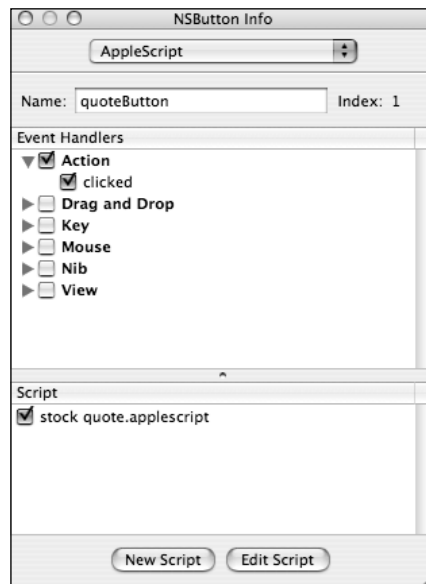 NSButton Info
AppleScript
Name: quoteButton Index: 1
Event Handlers
Action
clicked
Drag and Drop
Key
Mouse
Nib
View
Script
stock quote.applescript
New Script Edit Script